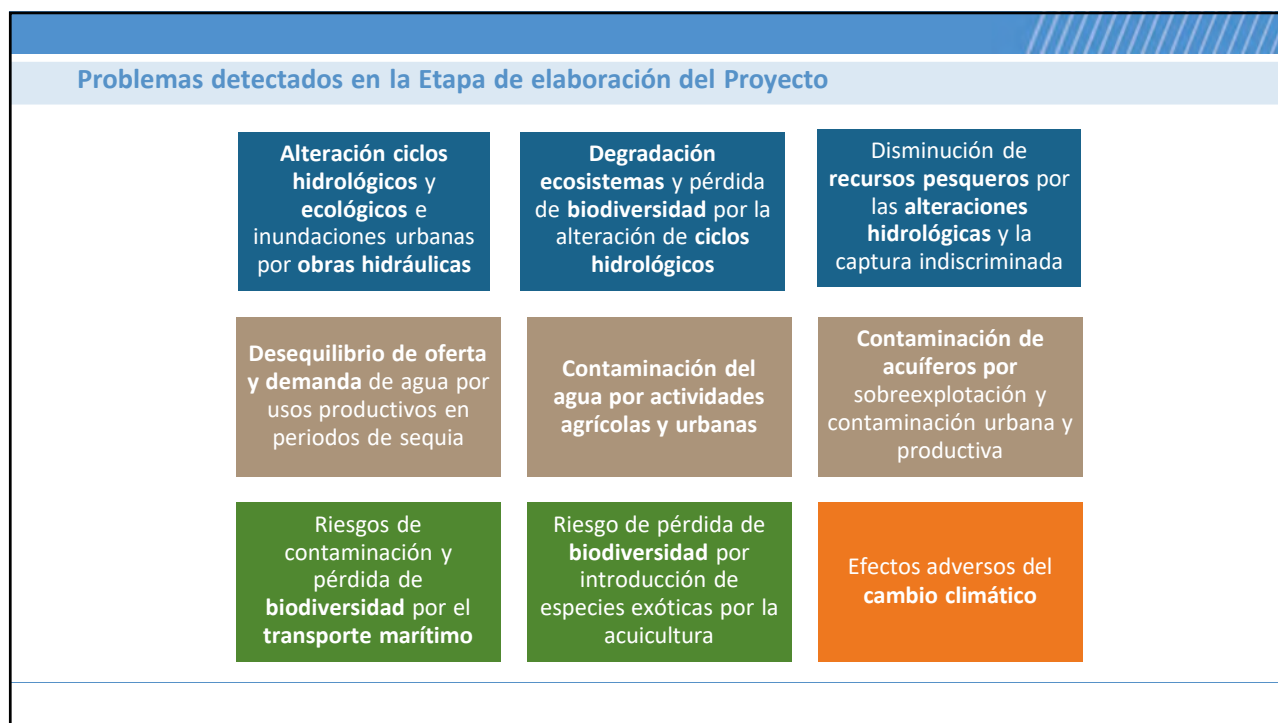 Problemas detectados en la Etapa de elaboración del Proyecto
Alteración ciclos
hidrológicos y
ecológicos e
inundaciones urbanas
por obras hidráulicas
Degradación
ecosistemas y pérdida
de biodiversidad por la
alteración de ciclos
hidrológicos
Disminución de
recursos pesqueros por
las alteraciones
hidrológicas y la
captura indiscriminada
Desequilibrio de oferta
y demanda de agua por
usos productivos en
periodos de sequia
Contaminación del
agua por actividades
agrícolas y urbanas
Contaminación de
acuíferos por
sobreexplotación y
contaminación urbana y
productiva
Riesgos de
contaminación y
pérdida de
biodiversidad por el
transporte marítimo
Riesgo de pérdida de
biodiversidad por
introducción de
especies exóticas por la
acuicultura
Efectos adversos del
cambio climático